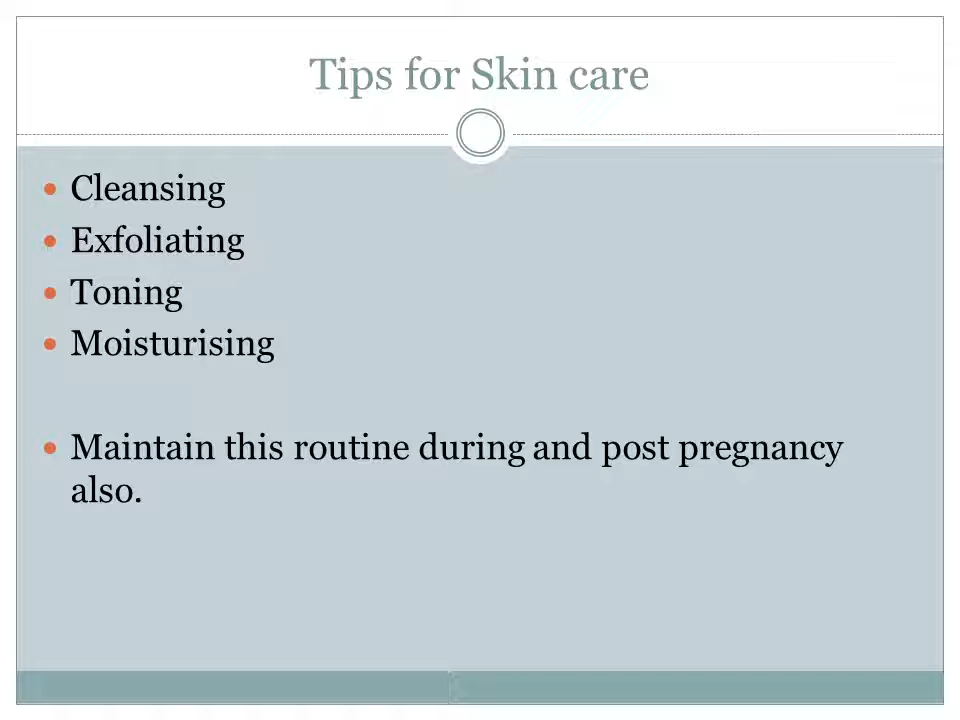 Tips for Skin care
Cleansing
Exfoliating
Toning
Moisturising
Maintain this routine during and post pregnancy
also.